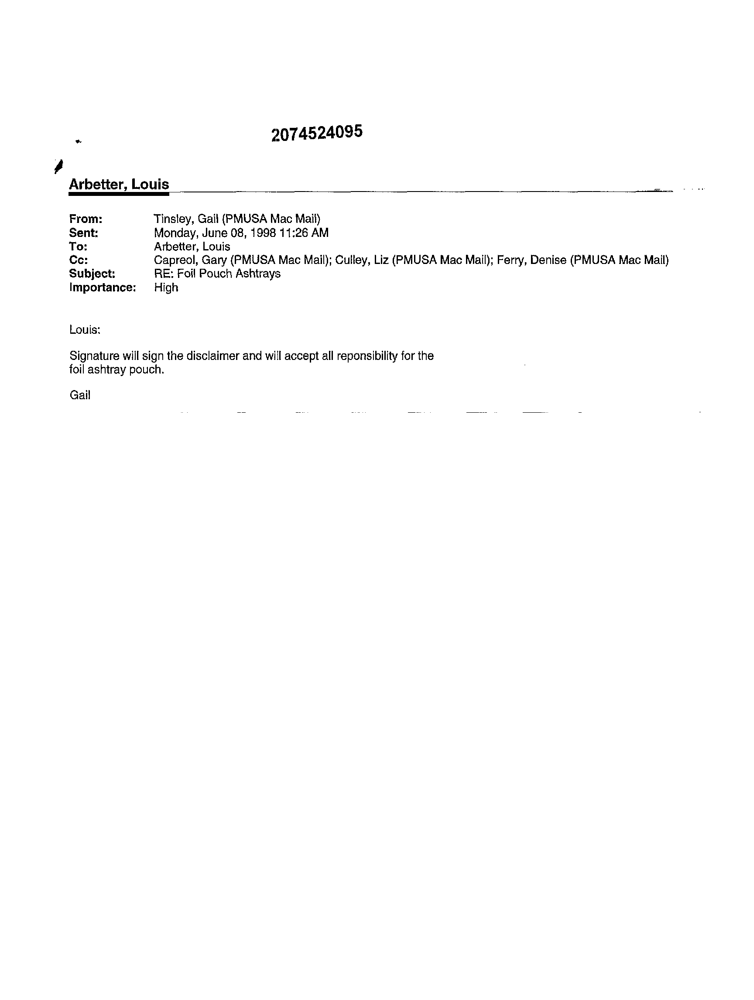 2074524095
Arbetter, Louis
From: Tinsley, Gail (PMUSA Mac Mail)
Sent: Monday, June 08, 1998 11:26 AM
To: Arbetter, Louis
Cc: Capreol, Gary (PMUSA Mac Mail); Culley, Liz (PMUSA Mac Mail); Ferry, Denise (PMUSA Mac Mail)
Subject: RE: Foil Pouch Ashtrays
Importance: High
Louis:
Signature will sign the disclaimer and will accept all reponsibility for the
foil ashtray pouch.
Gail